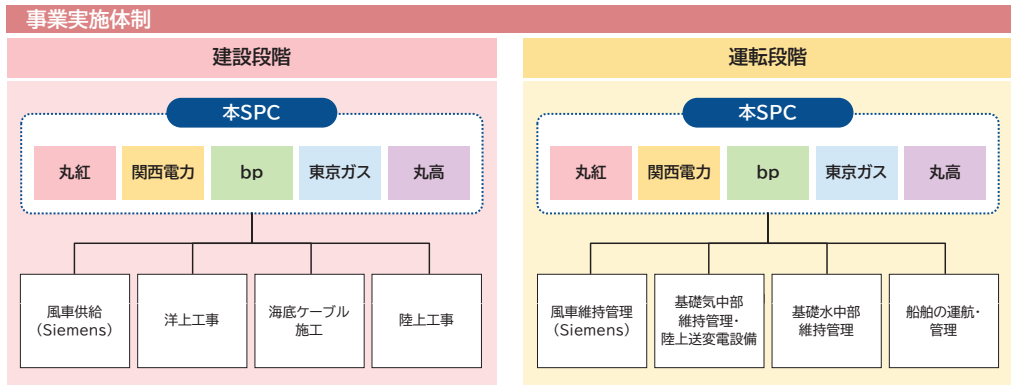 事業実施体制
建設段階
本SPC
丸紅
関西電力
bp
東京ガス
丸高
風車供給
(Siemens)
洋上工事
海底ケーブル
施工
陸上工事
運転段階
本SPC
丸紅
関西電力
bp
東京ガス
丸高
風車維持管理
(Siemens)
基礎気中部
維持管理・
陸上送変電設備
基礎水中部
維持管理
船舶の運航・
管理